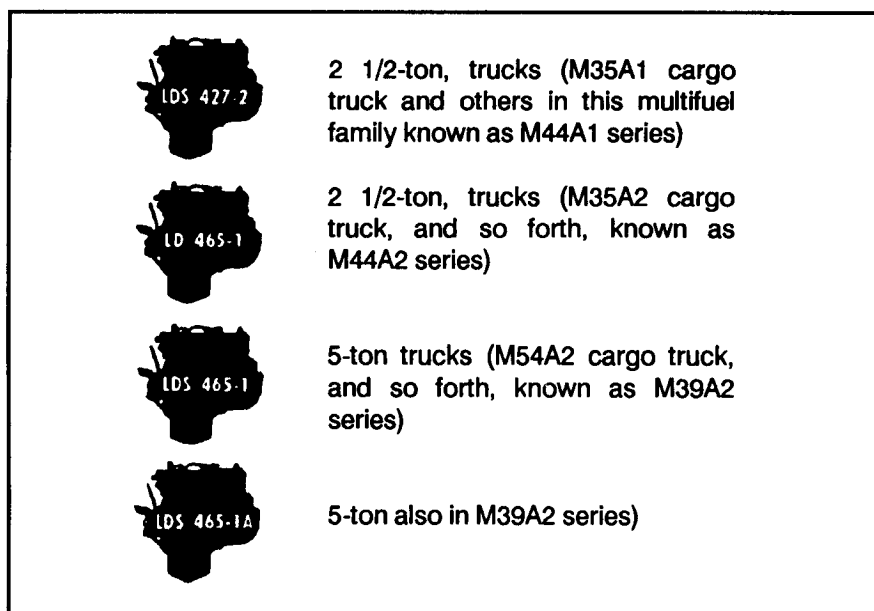 LDS 427-2
2 1/2-ton, trucks (M35A1 cargo
truck and others in this multifuel
family known as M44A1 series)
LD 465-1
2 1/2-ton, trucks (M35A2 cargo
truck, and so forth, known as
M44A2 series)
LDS 465-1
5-ton trucks (M54A2 cargo truck,
and so forth, known as M39A2
series)
LDS 465-1A
5-ton also in M39A2 series)